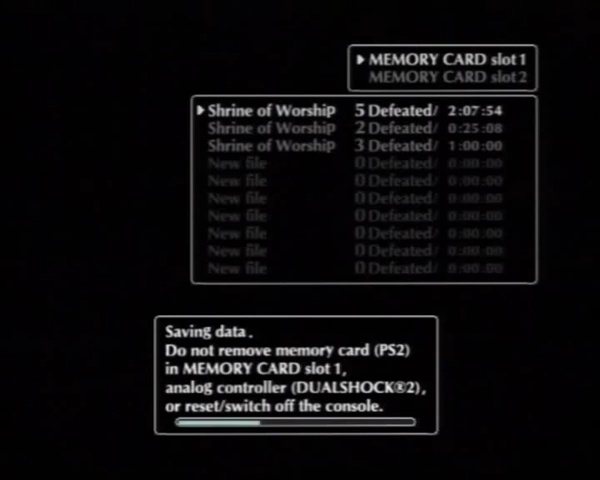 MEMORY CARD slot 1
MEMORY CARD slot 2
Shrine of Worship 5 Defeated/ 2:07:54
Shrine of Worship 2 Defeated/ 0:25:08
Shrine of Worship 3 Defeated/ 1:00:00
New file 0 Defeated/ 0:00:00
New file 0 Defeated/ 0:00:00
New file 0 Defeated/ 0:00:00
New file 0 Defeated/ 0:00:00
New file 0 Defeated/ 0:00:00
New file 0 Defeated/ 0:00:00
New file 0 Defeated/ 0:00:00
Saving data.
Do not remove memory card (PS2)
in MEMORY CARD slot 1,
analog controller (DUALSHOCK®2),
or reset/switch off the console.